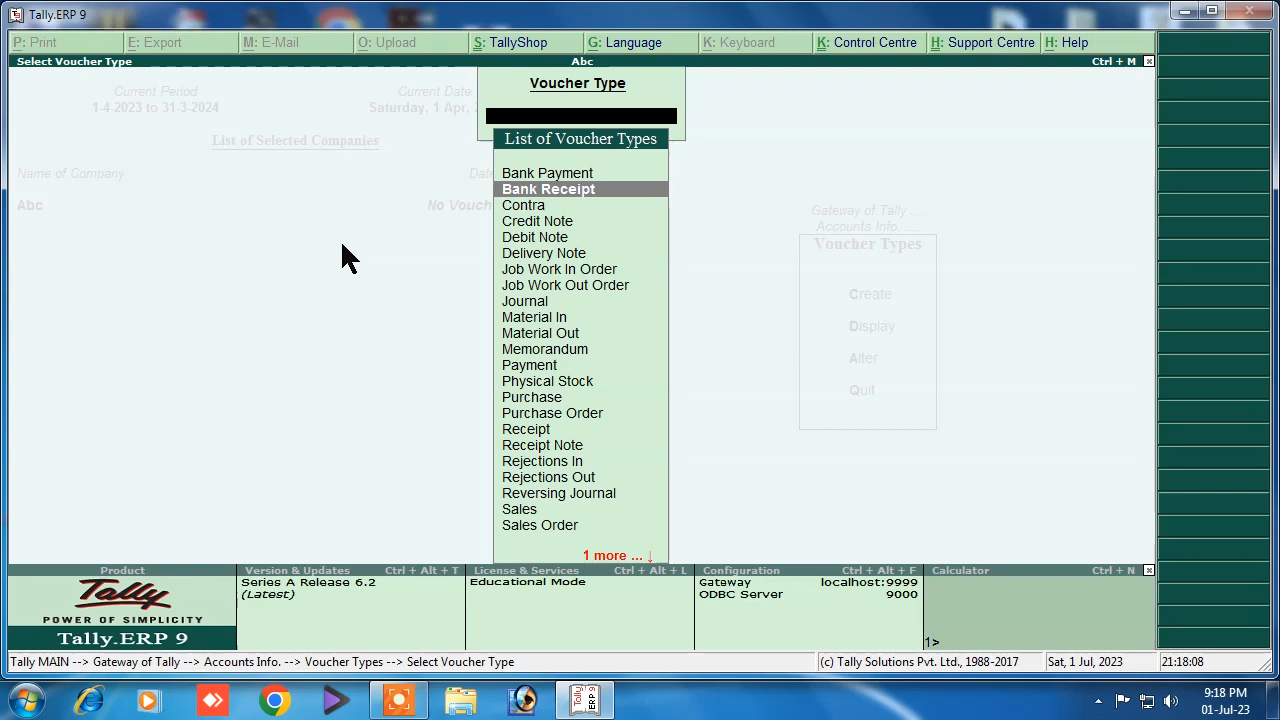 Tally.ERP 9
P: Print E: Export M: E-Mail O: Upload S: TallyShop G: Language K: Keyboard K: Control Centre H: Support Centre H: Help
Select Voucher Type Abc Ctrl + M
Current Period Current Date
1-4-2023 to 31-3-2024 Saturday, 1 Apr,
List of Selected Companies
Name of Company Date
Abc No Vouch
Voucher Type
List of Voucher Types
Bank Payment
Bank Receipt
Contra
Credit Note
Debit Note
Delivery Note
Job Work In Order
Job Work Out Order
Journal
Material In
Material Out
Memorandum
Payment
Physical Stock
Purchase
Purchase Order
Receipt
Receipt Note
Rejections In
Rejections Out
Reversing Journal
Sales
Sales Order
1 more ... ↓
Gateway of Tally ....
Accounts Info. ....
Voucher Types
Create
Display
Alter
Quit
Product
Tally
POWER OF SIMPLICITY
Tally.ERP 9
Version & Updates Ctrl + Alt + T
Series A Release 6.2
(Latest)
License & Services Ctrl + Alt + L
Educational Mode
Configuration Ctrl + Alt + F
Gateway localhost:9999
ODBC Server 9000
Calculator Ctrl + N
1>
Tally MAIN --> Gateway of Tally --> Accounts Info. --> Voucher Types --> Select Voucher Type (c) Tally Solutions Pvt. Ltd., 1988-2017 Sat, 1 Jul, 2023 21:18:08
9:18 PM
01-Jul-23